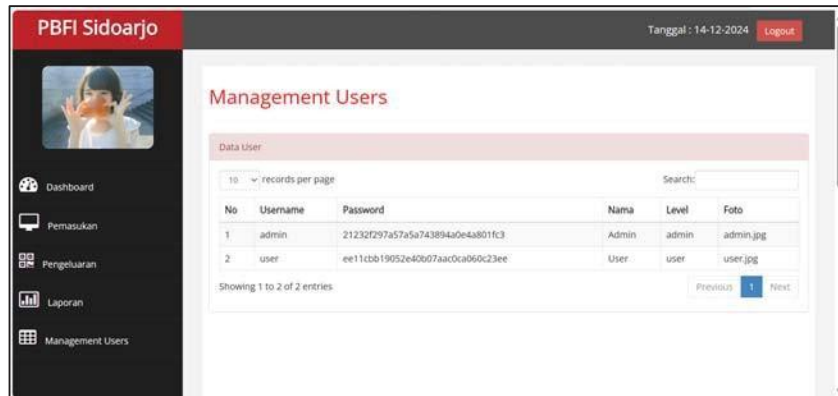 PBFI Sidoarjo
Tanggal : 14-12-2024 Logout
Management Users
Data User
10 records per page Search:
No Username Password Nama Level Foto
1 admin 21232f297a57a5a743894a0e4a801fc3 Admin admin admin.jpg
2 user ee11cbb19052e40b07aac0ca060c23ee User user user.jpg
Showing 1 to 2 of 2 entries Previous 1 Next
Dashboard
Pemasukan
Pengeluaran
Laporan
Management Users